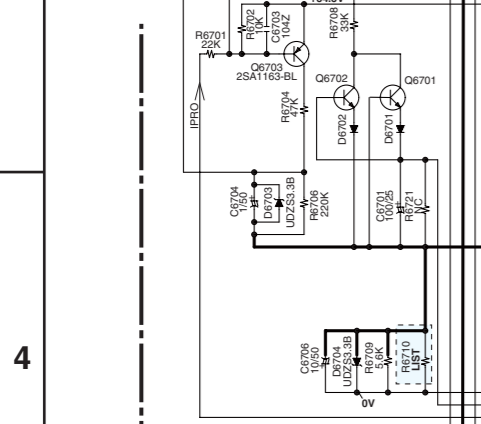 R6701
22K
R6702
10K
C6703
104Z
R6708
33K
Q6703
2SA1163-BL
Q6702
Q6701
IPRO
R6704
47K
D6702
D6701
C6704
1/50
D6703
UDZS3.3B
R6706
220K
C6701
100/25
R6721
NC
4
C6706
10/50
D6704
UDZS3.3B
R6709
5.6K
R6710
LIST
0V